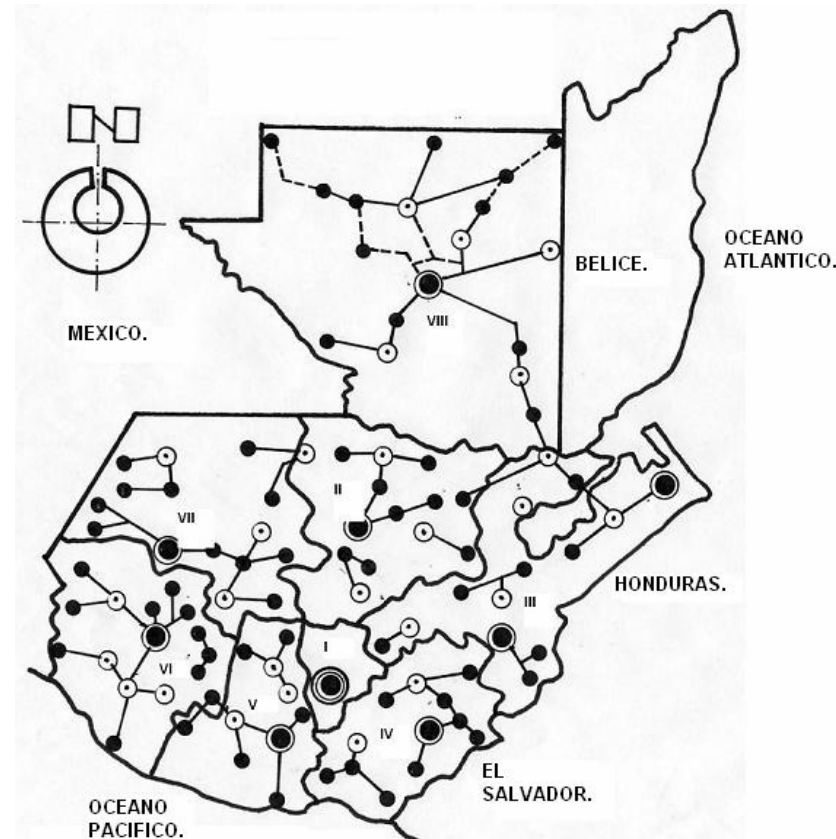 N
OCEANO
ATLANTICO.
BELICE.
MEXICO.
VIII
II
VII
HONDURAS.
III
I
VI
V
IV
EL
SALVADOR.
OCEANO
PACIFICO.